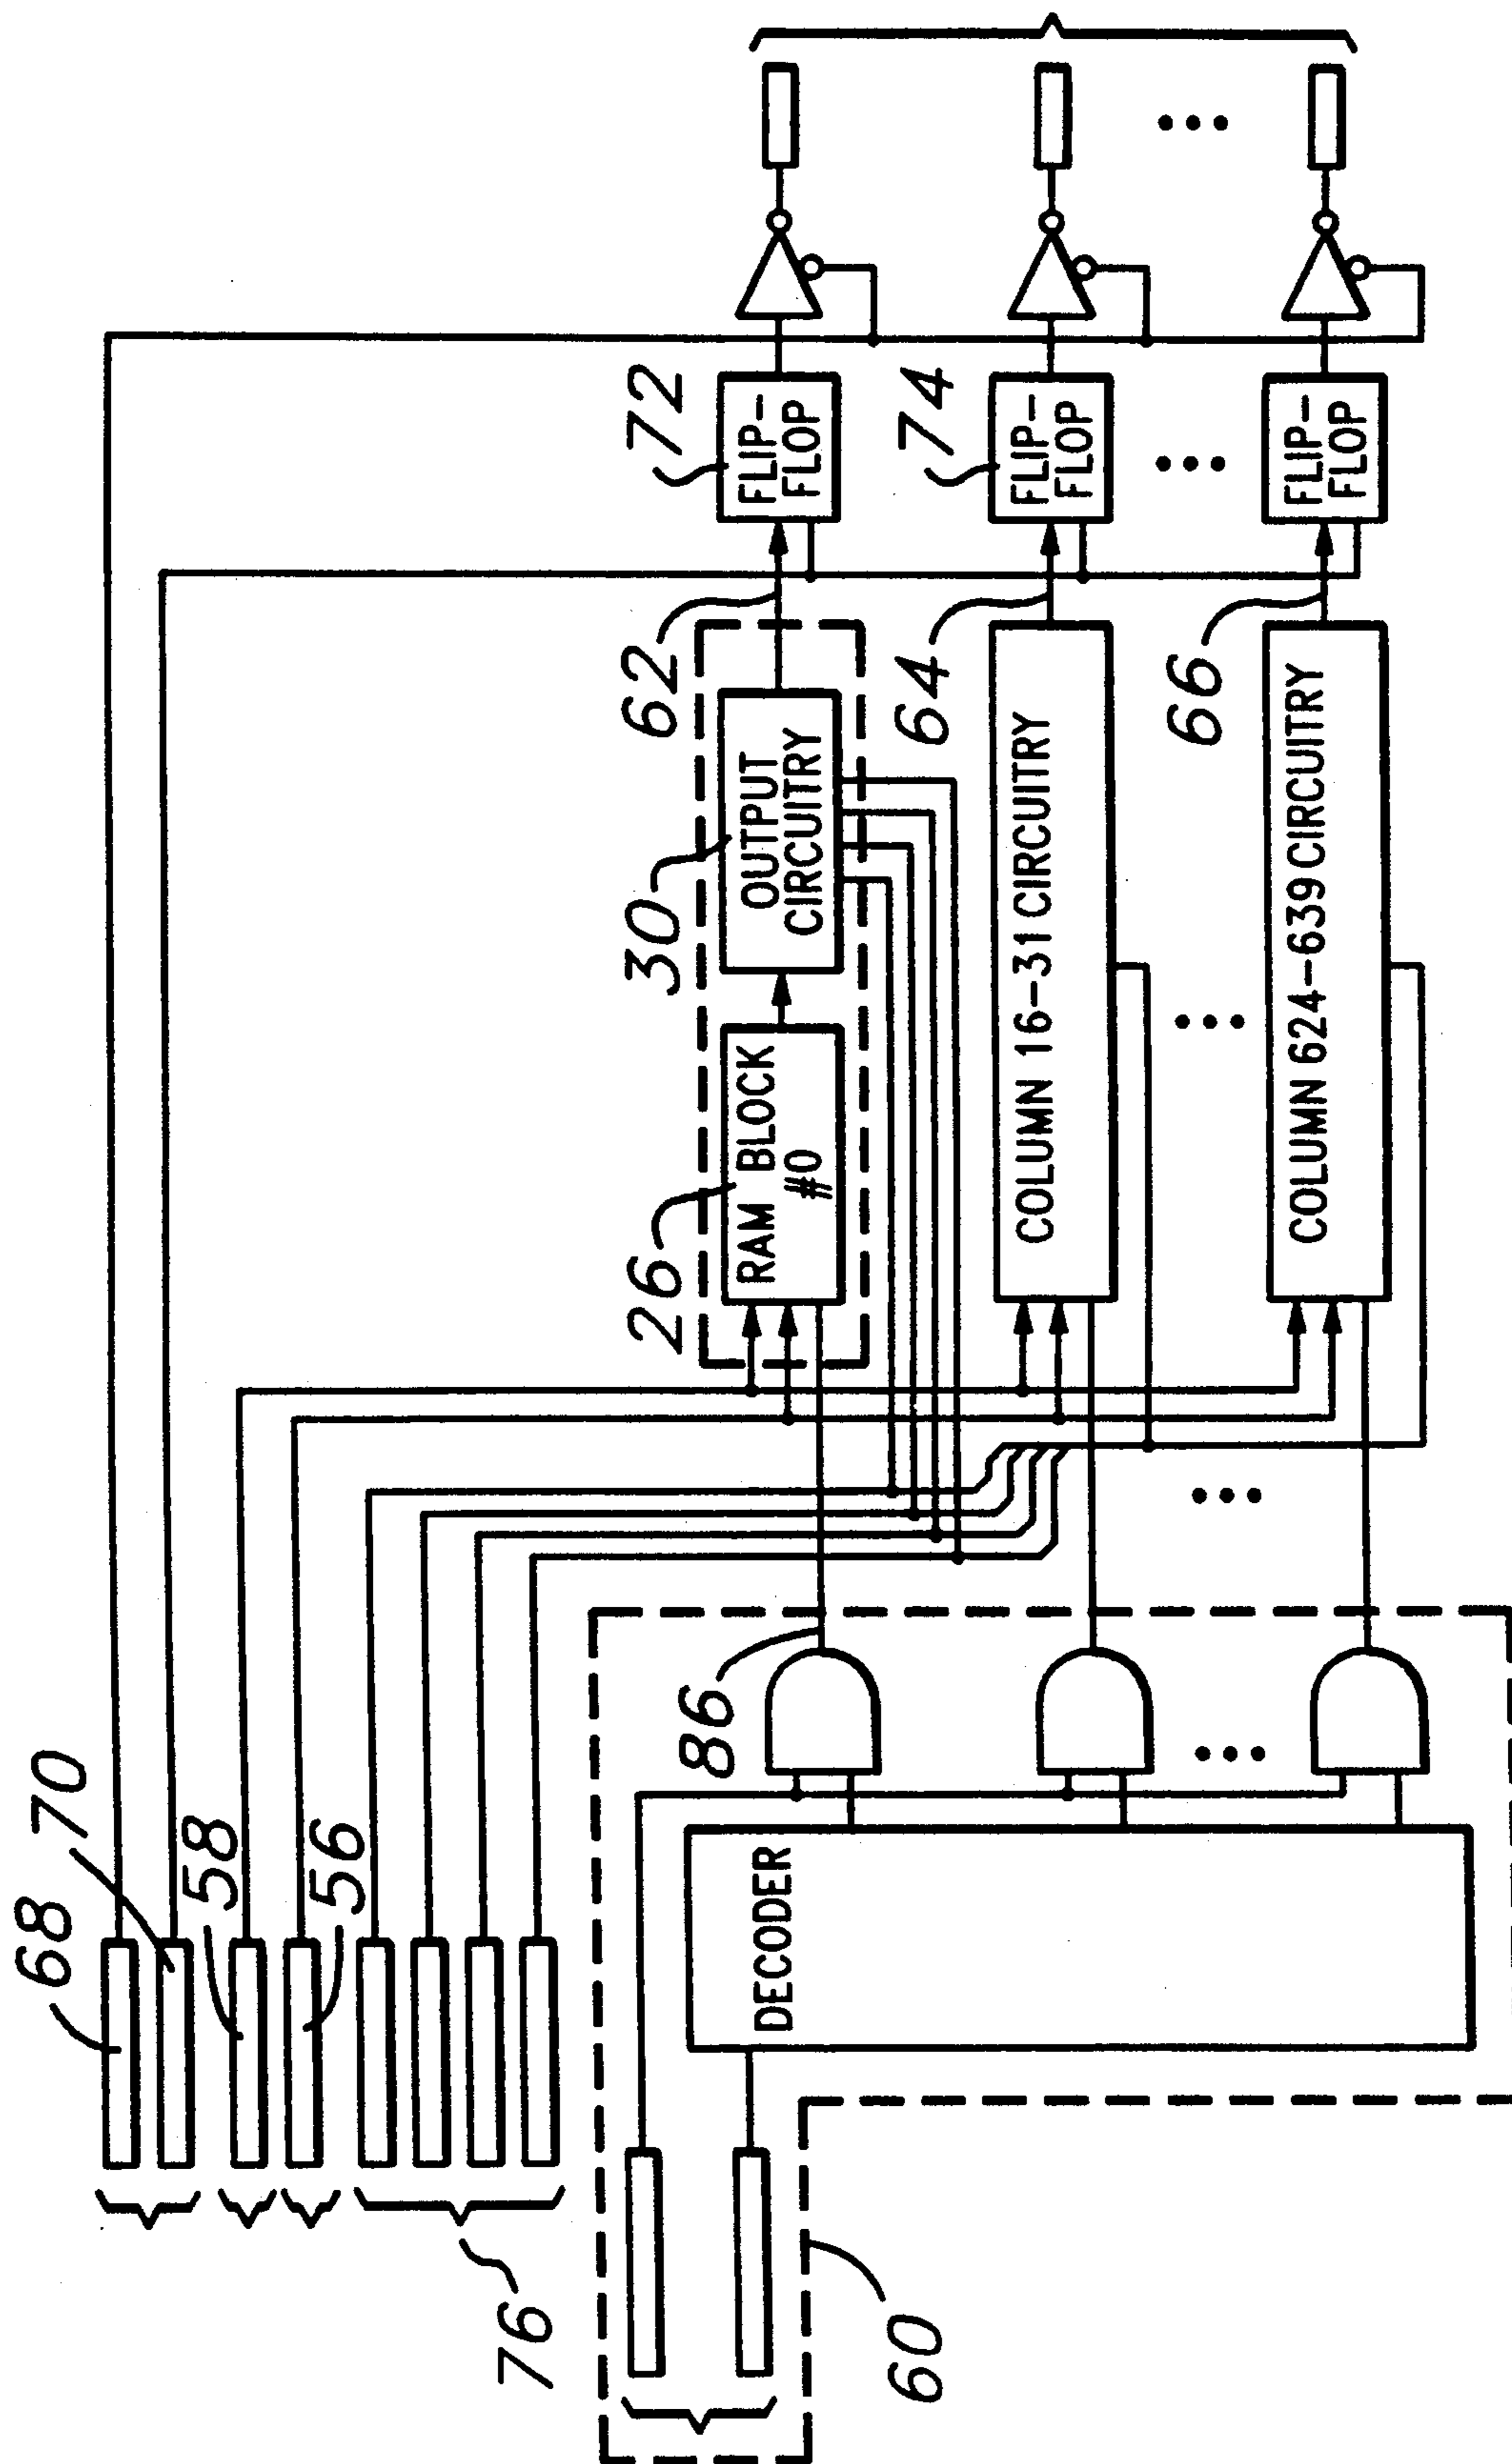 68
70
58
56
76
26
RAM BLOCK
#0
30
OUTPUT
CIRCUITRY
62
72
FLIP-
FLOP
COLUMN 16-31 CIRCUITRY
64
74
FLIP-
FLOP
COLUMN 624-639 CIRCUITRY
66
FLIP-
FLOP
86
DECODER
60